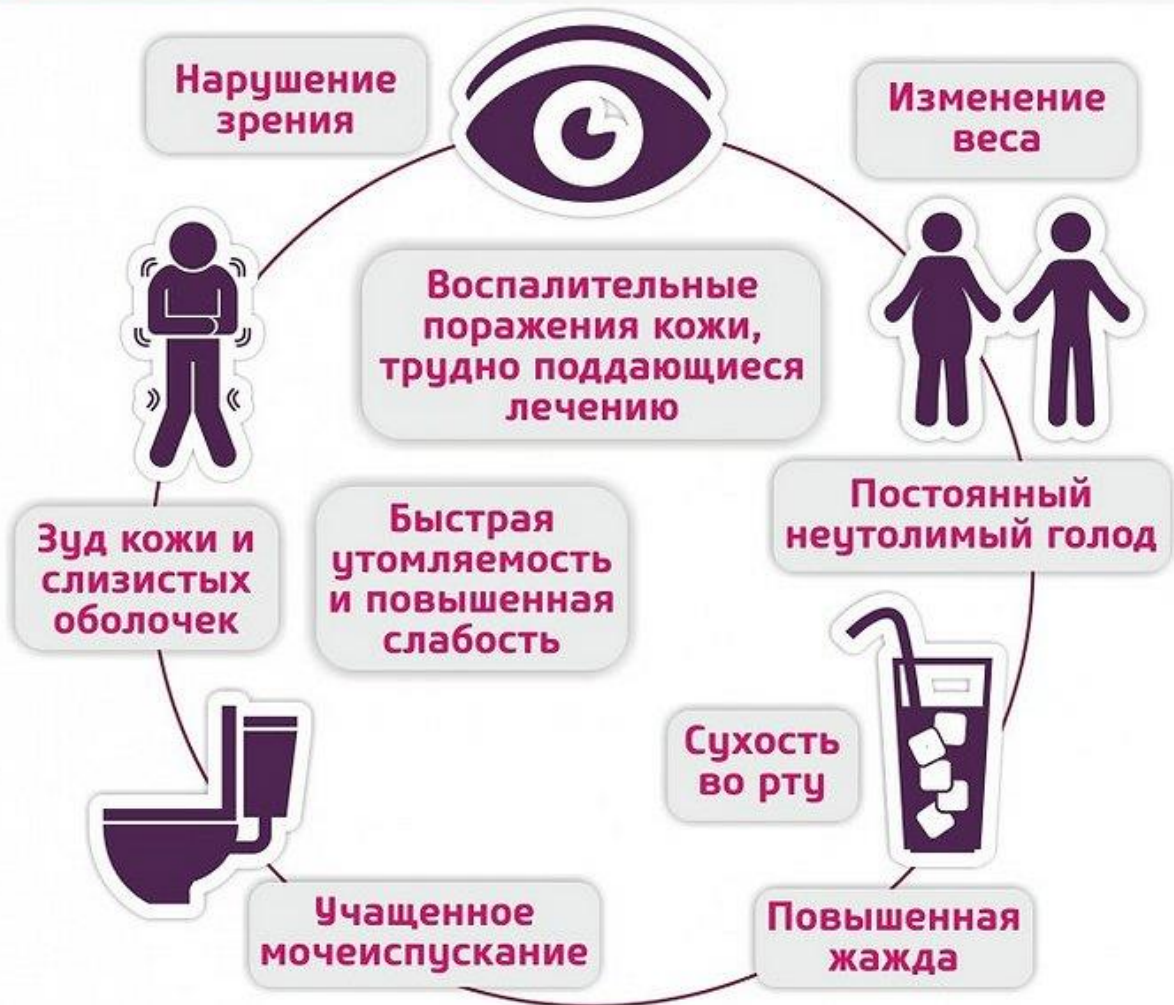 Нарушение
зрения
Изменение
веса
Воспалительные
поражения кожи,
трудно поддающиеся
лечению
Постоянный
неутолимый голод
Зуд кожи и
слизистых
оболочек
Быстрая
утомляемость
и повышенная
слабость
Сухость
во рту
Учащенное
мочеиспускание
Повышенная
жажда